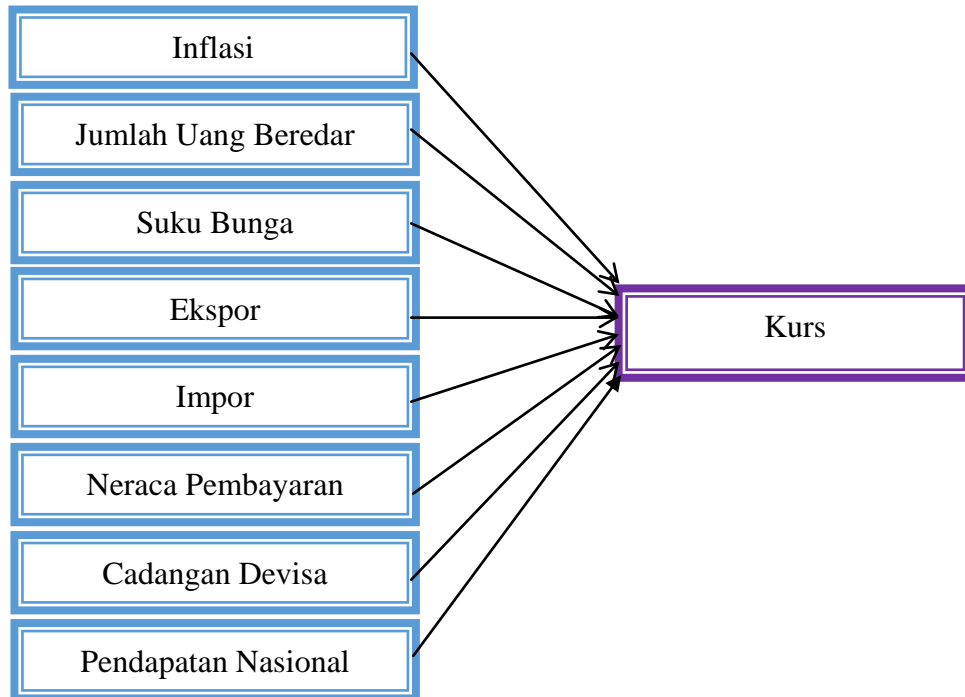 Inflasi
Jumlah Uang Beredar
Suku Bunga
Ekspor
Impor
Neraca Pembayaran
Cadangan Devisa
Pendapatan Nasional
Kurs